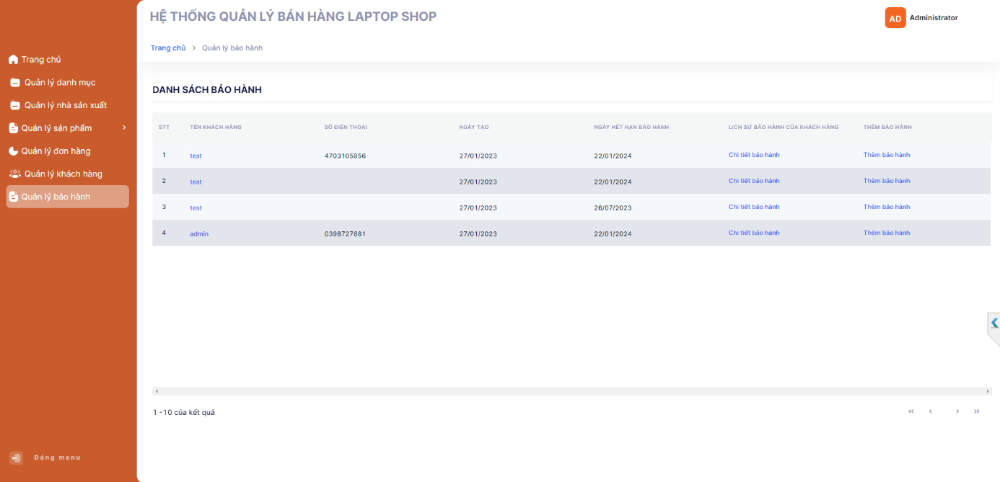 HỆ THỐNG QUẢN LÝ BÁN HÀNG LAPTOP SHOP
AD Administrator
Trang chủ > Quản lý bảo hành
Trang chủ
Quản lý danh mục
Quản lý nhà sản xuất
Quản lý sản phẩm
Quản lý đơn hàng
Quản lý khách hàng
Quản lý bảo hành
Đóng menu
DANH SÁCH BẢO HÀNH
STT TÊN KHÁCH HÀNG SỐ ĐIỆN THOẠI NGÀY TẠO NGÀY HẾT HẠN BẢO HÀNH LỊCH SỬ BẢO HÀNH CỦA KHÁCH HÀNG THÊM BẢO HÀNH
1 test 4703105856 27/01/2023 22/01/2024 Chi tiết bảo hành Thêm bảo hành
2 test 27/01/2023 22/01/2024 Chi tiết bảo hành Thêm bảo hành
3 test 27/01/2023 26/07/2023 Chi tiết bảo hành Thêm bảo hành
4 admin 0398727881 27/01/2023 22/01/2024 Chi tiết bảo hành Thêm bảo hành
1 -10 của kết quả